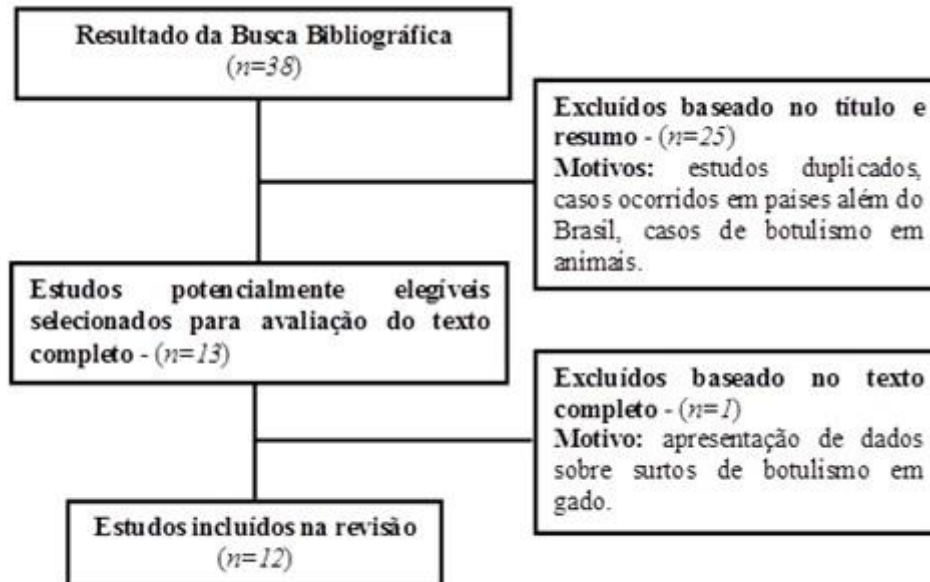 Resultado da Busca Bibliográfica
(n=38)
Excluídos baseado no título e
resumo - (n=25)
Motivos: estudos duplicados,
casos ocorridos em paises além do
Brasil, casos de botulismo em
animais.
Estudos potencialmente elegíveis
selecionados para avaliação do texto
completo - (n=13)
Excluídos baseado no texto
completo - (n=1)
Motivo: apresentação de dados
sobre surtos de botulismo em
gado.
Estudos incluídos na revisão
(n=12)